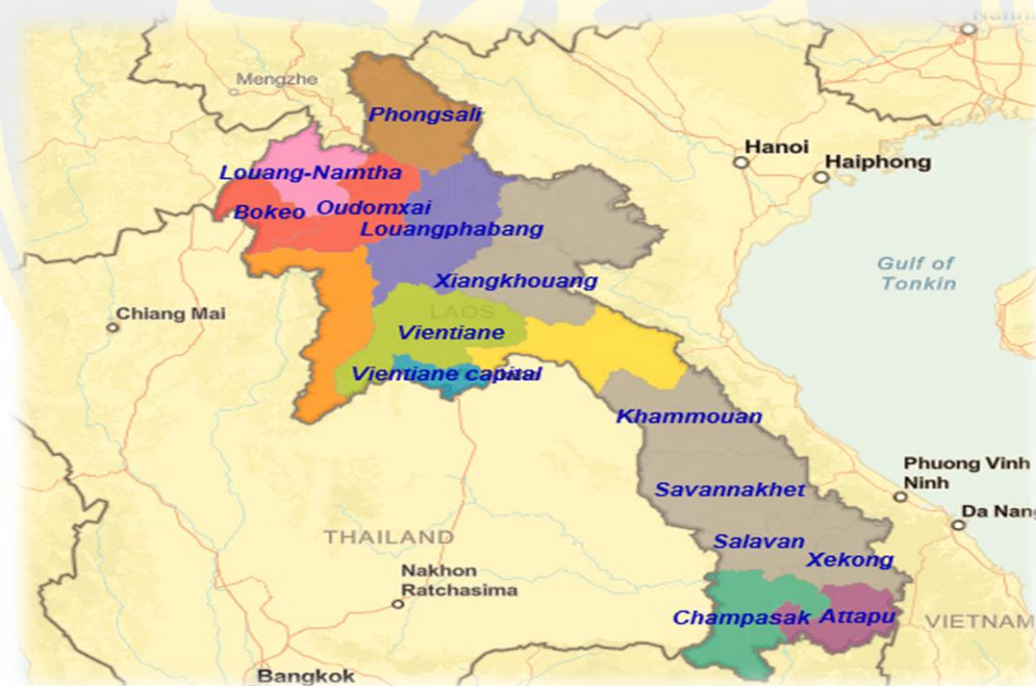 Mengzhe
Phongsali
Hanoi
Haiphong
Louang-Namtha
Bokeo
Oudomxai
Louangphabang
Gulf of
Tonkin
Xiangkhouang
LAOS
Chiang Mai
Vientiane
Vientiane capital
Khammouan
Phuong Vinh
Ninh
Savannakhet
Da Nang
THAILAND
Salavan
Xekong
Nakhon
Ratchasima
Champasak
Attapu
VIETNAM
Bangkok